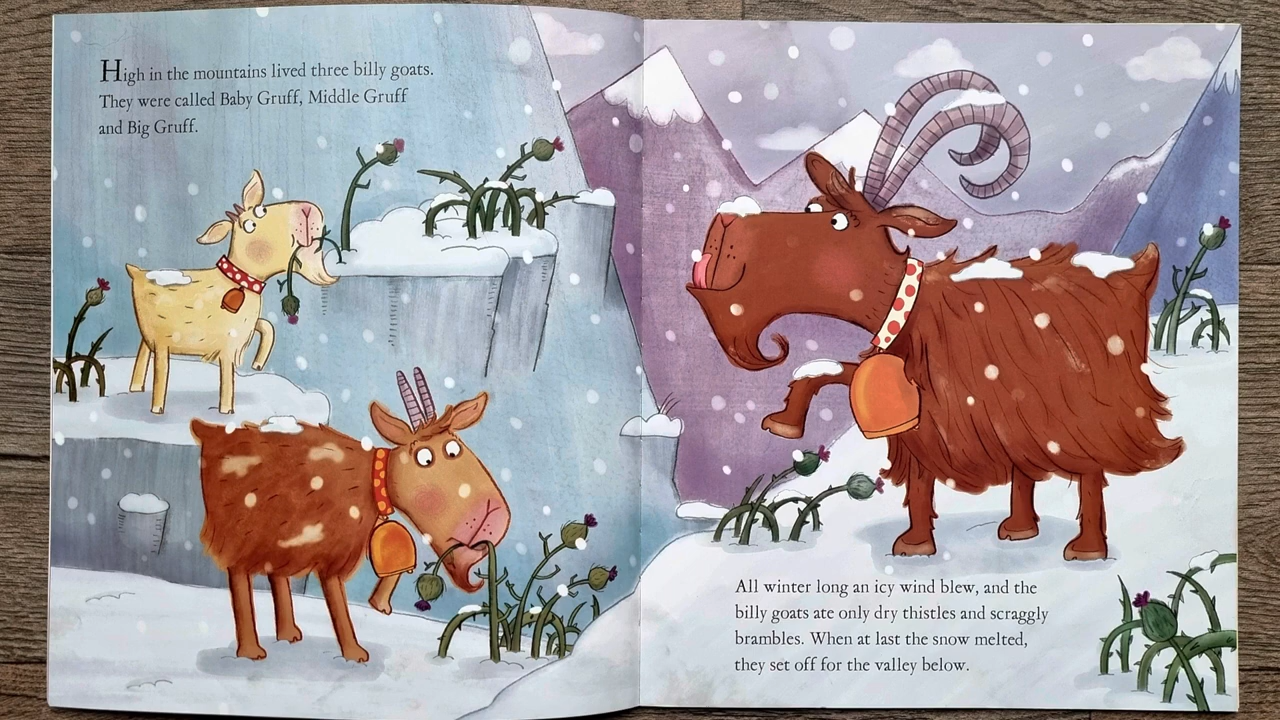 High in the mountains lived three billy goats.
They were called Baby Gruff, Middle Gruff
and Big Gruff.
All winter long an icy wind blew, and the
billy goats ate only dry thistles and scraggly
brambles. When at last the snow melted,
they set off for the valley below.